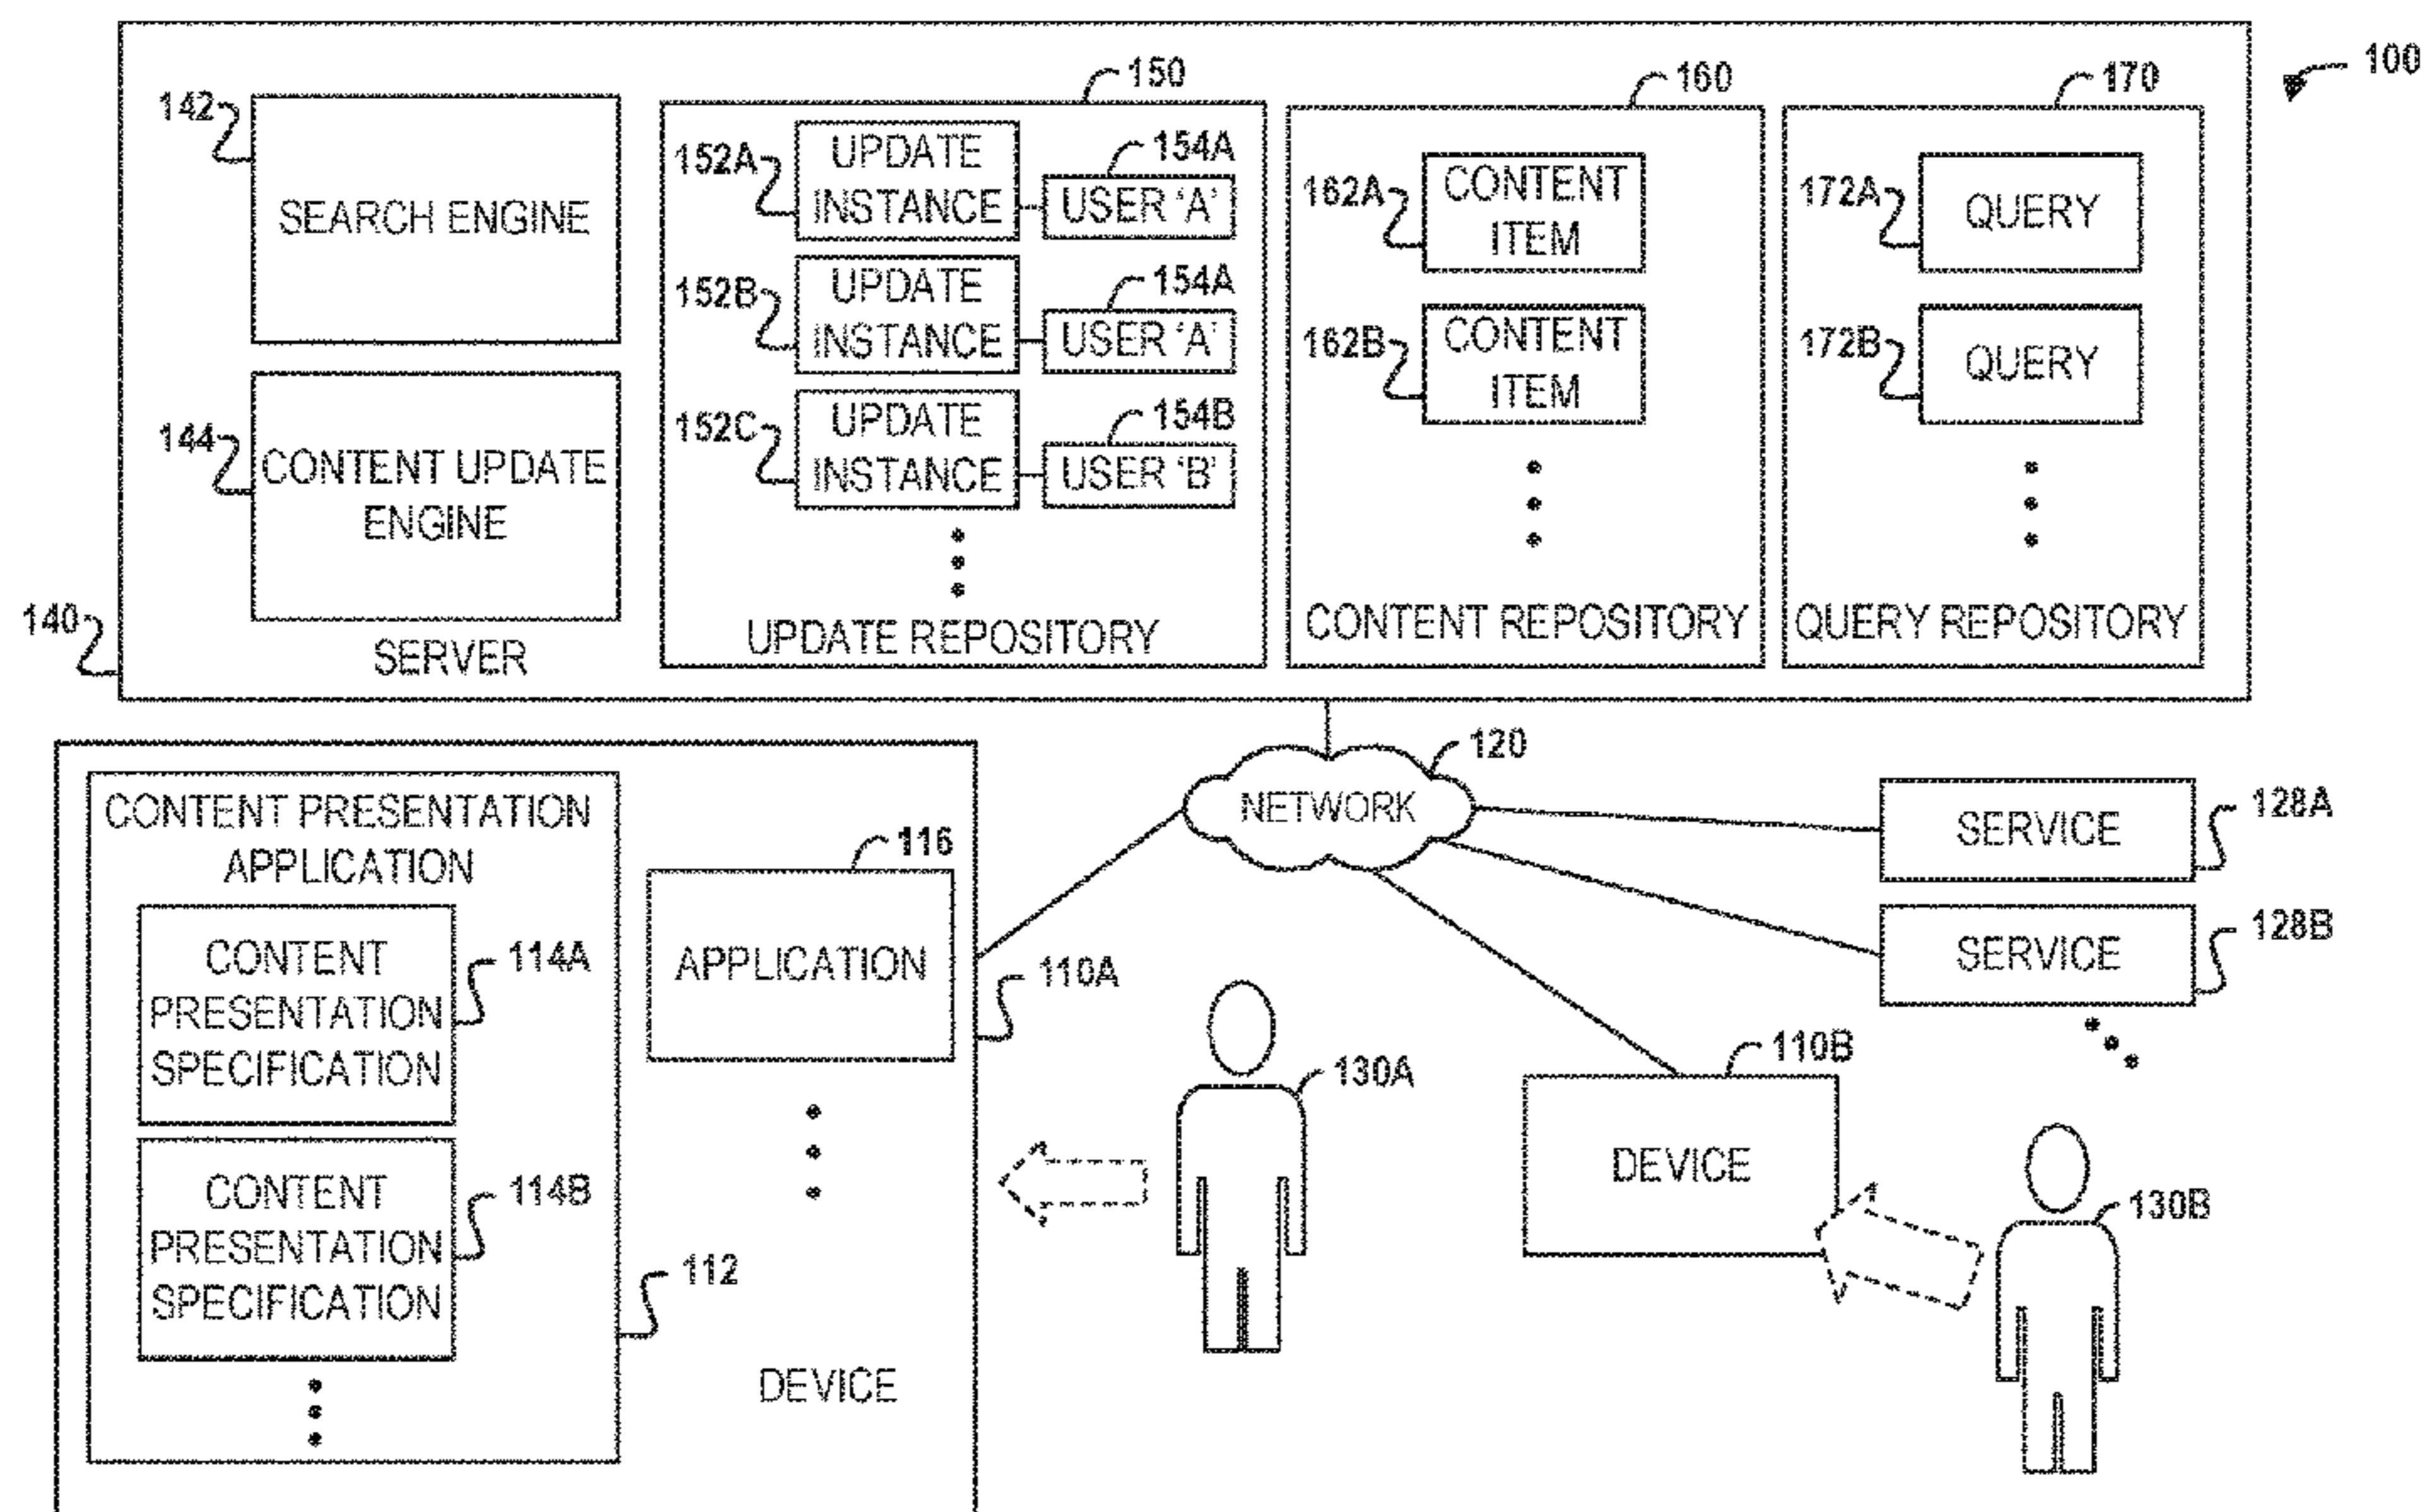 100
142
SEARCH ENGINE
144
CONTENT UPDATE
ENGINE
140
SERVER
150
152A
UPDATE
INSTANCE
154A
USER 'A'
152B
UPDATE
INSTANCE
154A
USER 'A'
152C
UPDATE
INSTANCE
154B
USER 'B'
UPDATE REPOSITORY
160
162A
CONTENT
ITEM
162B
CONTENT
ITEM
CONTENT REPOSITORY
170
172A
QUERY
172B
QUERY
QUERY REPOSITORY
CONTENT PRESENTATION
APPLICATION
CONTENT
PRESENTATION
SPECIFICATION
114A
CONTENT
PRESENTATION
SPECIFICATION
114B
112
116
APPLICATION
110A
DEVICE
120
NETWORK
SERVICE
128A
SERVICE
128B
130A
110B
DEVICE
130B